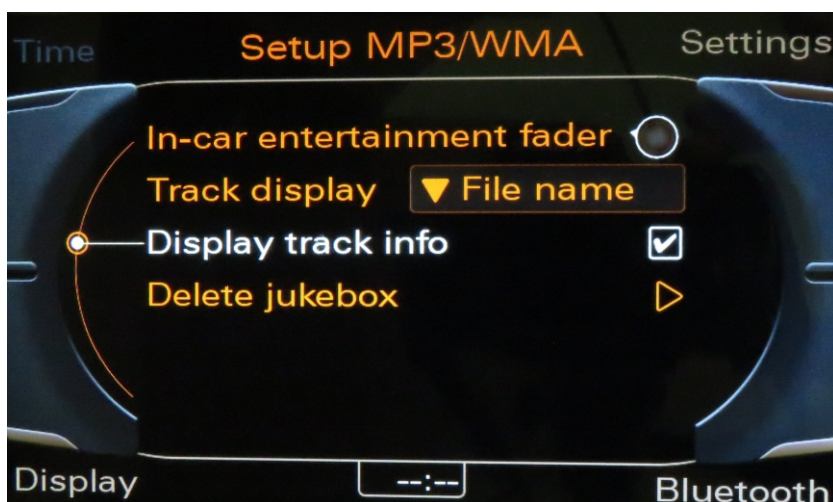 Time Setup MP3/WMA Settings
In-car entertainment fader
Track display ▼ File name
Display track info
Delete jukebox
Display --:-- Bluetooth